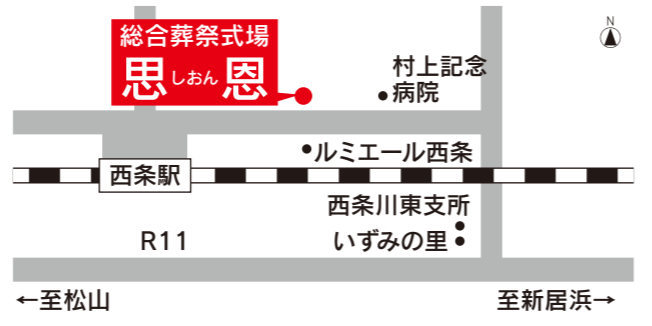 総合葬祭式場
思しおん恩
N
村上記念
病院
ルミエール西条
西条駅
西条川東支所
いずみの里
R11
←至松山
至新居浜→